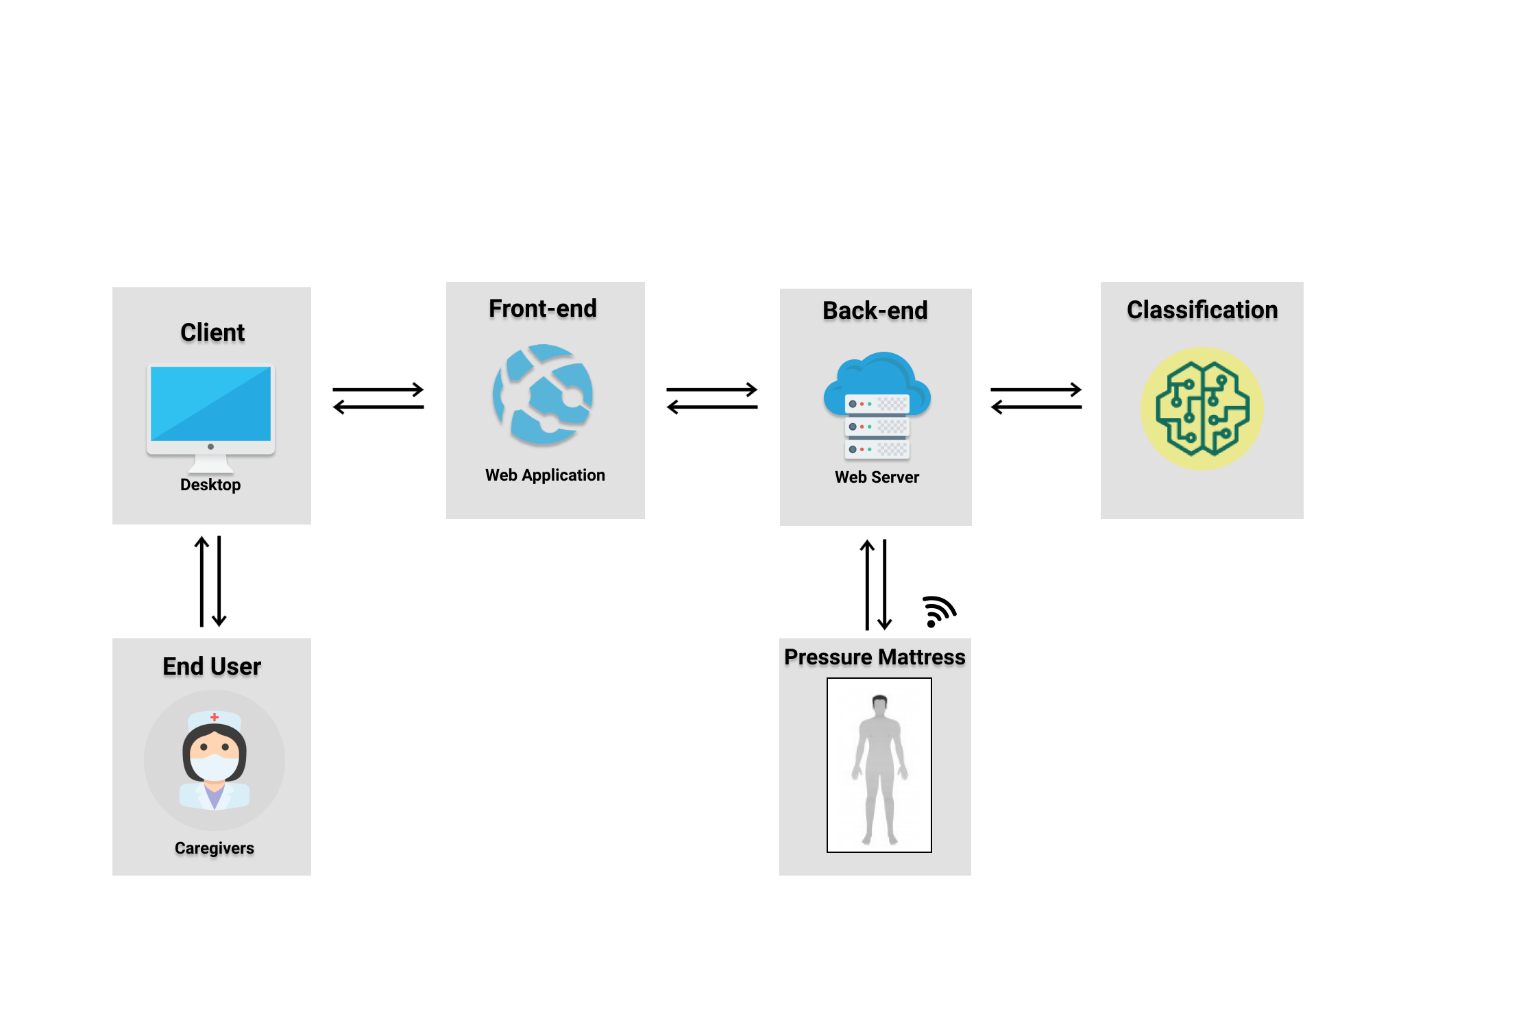 Client
Desktop
Front-end
Web Application
Back-end
Web Server
Classification
End User
Caregivers
Pressure Mattress